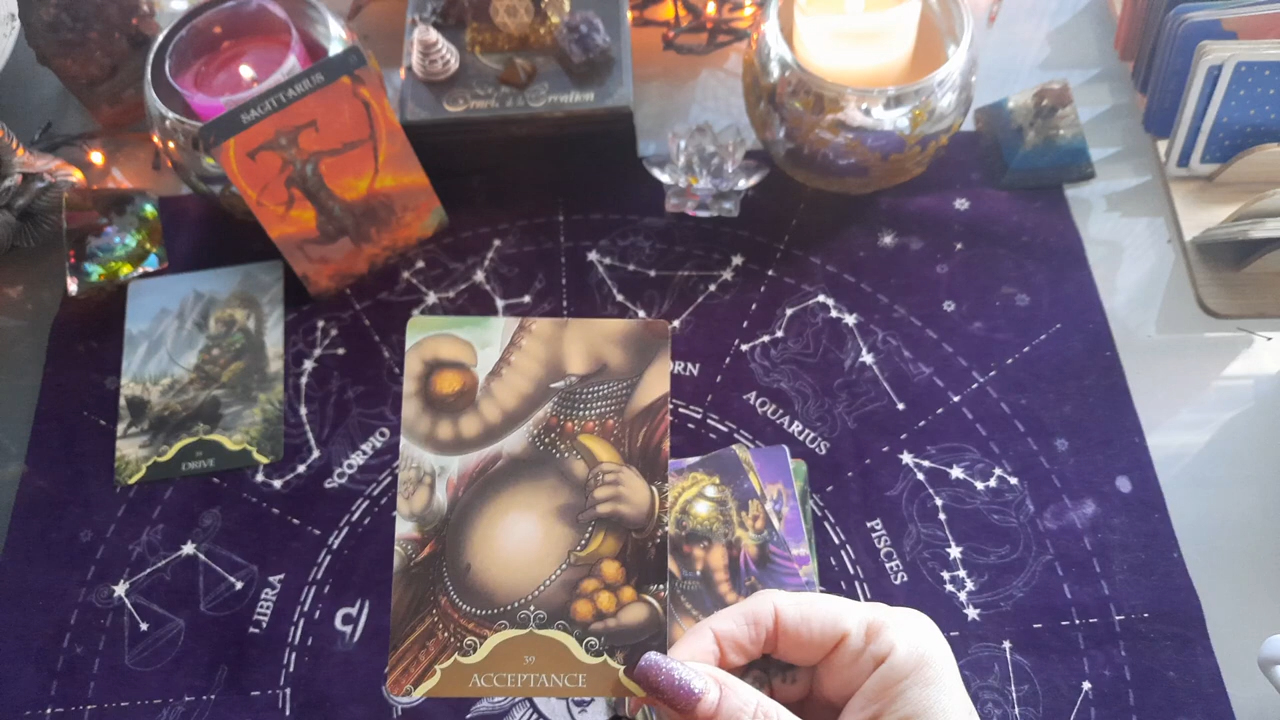 SAGITTARIUS
DRIVE
SCORPIO
LIBRA
ORN
AQUARIUS
PISCES
39
ACCEPTANCE